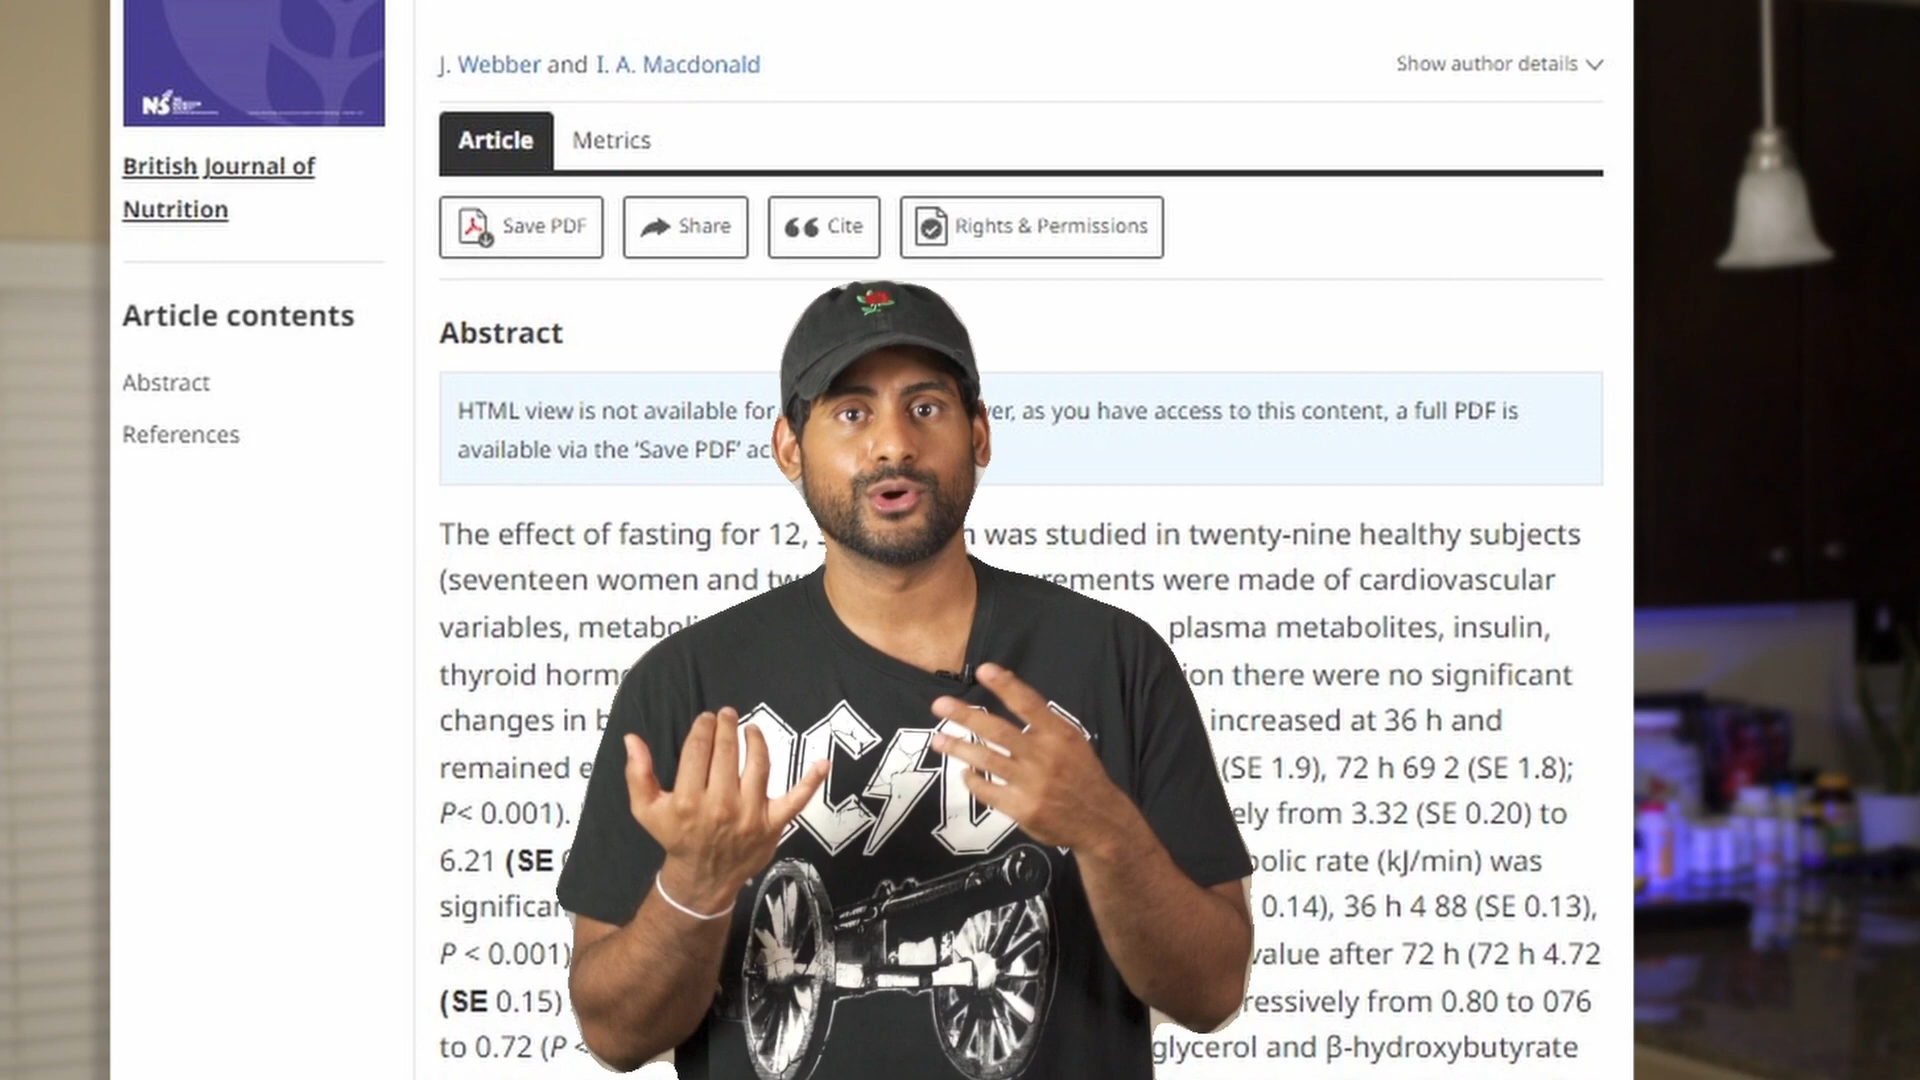 J. Webber and I. A. Macdonald
Show author details
British Journal of
Nutrition
Article contents
Abstract
References
Article
Metrics
Save PDF
Share
Cite
Rights & Permissions
Abstract
HTML view is not available for ver, as you have access to this content, a full PDF is
available via the ‘Save PDF’ ac
The effect of fasting for 12, was studied in twenty-nine healthy subjects
(seventeen women and tw rements were made of cardiovascular
variables, metaboli plasma metabolites, insulin,
thyroid horm ion there were no significant
changes in b increased at 36 h and
remained e (SE 1.9), 72 h 69 2 (SE 1.8);
P< 0.001). ely from 3.32 (SE 0.20) to
6.21 (SE bolic rate (kJ/min) was
significan 0.14), 36 h 4 88 (SE 0.13),
P < 0.001) value after 72 h (72 h 4.72
(SE 0.15) ressively from 0.80 to 076
to 0.72 (P < glycerol and β-hydroxybutyrate